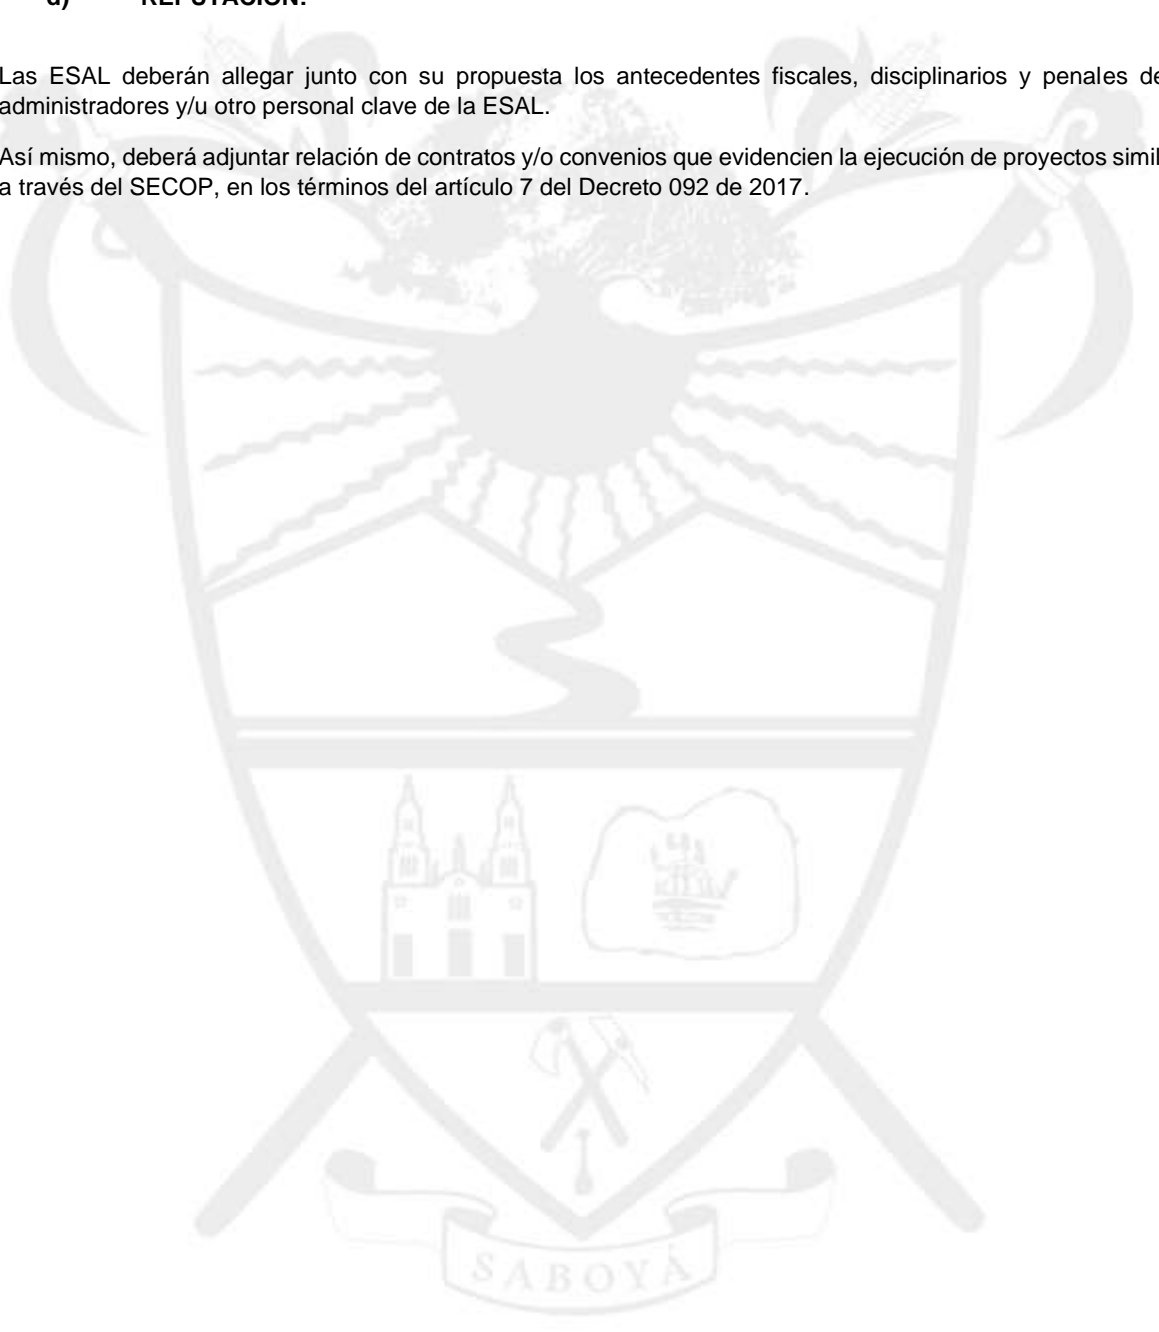 d) REPUTACIÓN:
Las ESAL deberán allegar junto con su propuesta los antecedentes fiscales, disciplinarios y penales de
administradores y/u otro personal clave de la ESAL.
Así mismo, deberá adjuntar relación de contratos y/o convenios que evidencien la ejecución de proyectos simil
a través del SECOP, en los términos del artículo 7 del Decreto 092 de 2017.
SABOYÁ